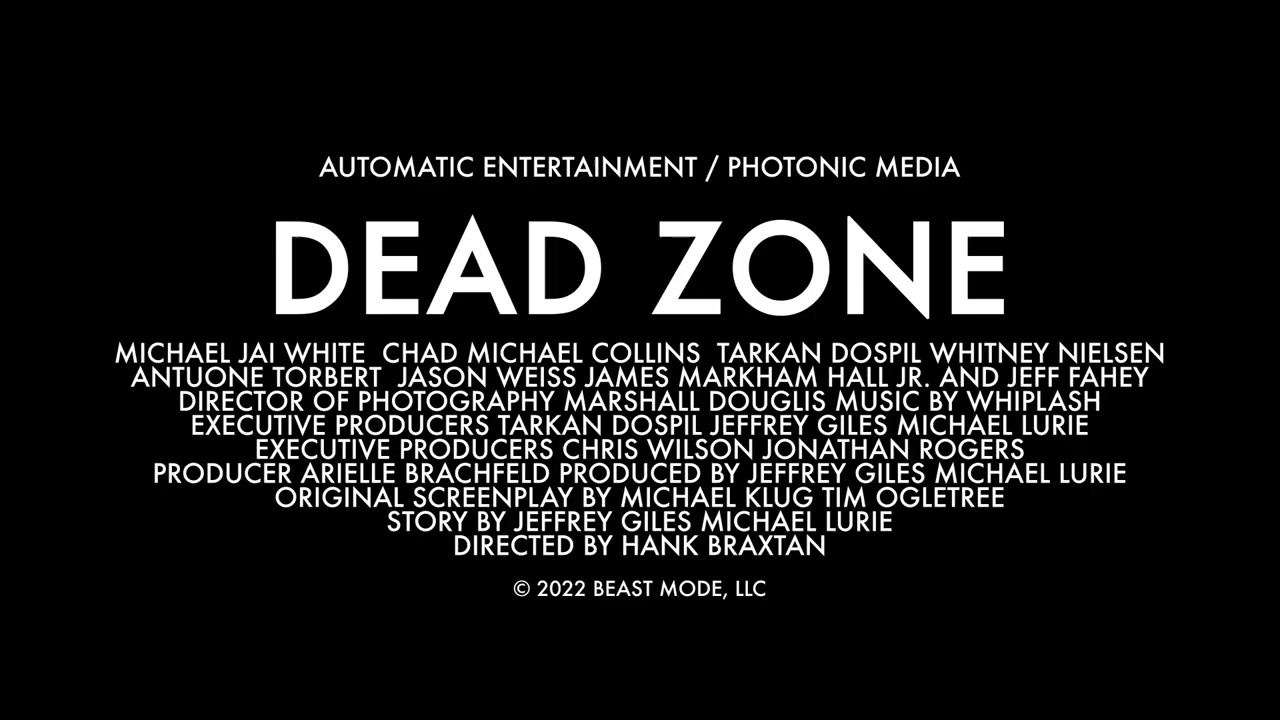 AUTOMATIC ENTERTAINMENT / PHOTONIC MEDIA
DEAD ZONE
MICHAEL JAI WHITE  CHAD MICHAEL COLLINS  TARKAN DOSPIL WHITNEY NIELSEN
ANTUONE TORBERT  JASON WEISS JAMES MARKHAM HALL JR. AND JEFF FAHEY
DIRECTOR OF PHOTOGRAPHY MARSHALL DOUGLIS MUSIC BY WHIPLASH
EXECUTIVE PRODUCERS TARKAN DOSPIL JEFFREY GILES MICHAEL LURIE
EXECUTIVE PRODUCERS CHRIS WILSON JONATHAN ROGERS
PRODUCER ARIELLE BRACHFELD PRODUCED BY JEFFREY GILES MICHAEL LURIE
ORIGINAL SCREENPLAY BY MICHAEL KLUG TIM OGLETREE
STORY BY JEFFREY GILES MICHAEL LURIE
DIRECTED BY HANK BRAXTAN
© 2022 BEAST MODE, LLC